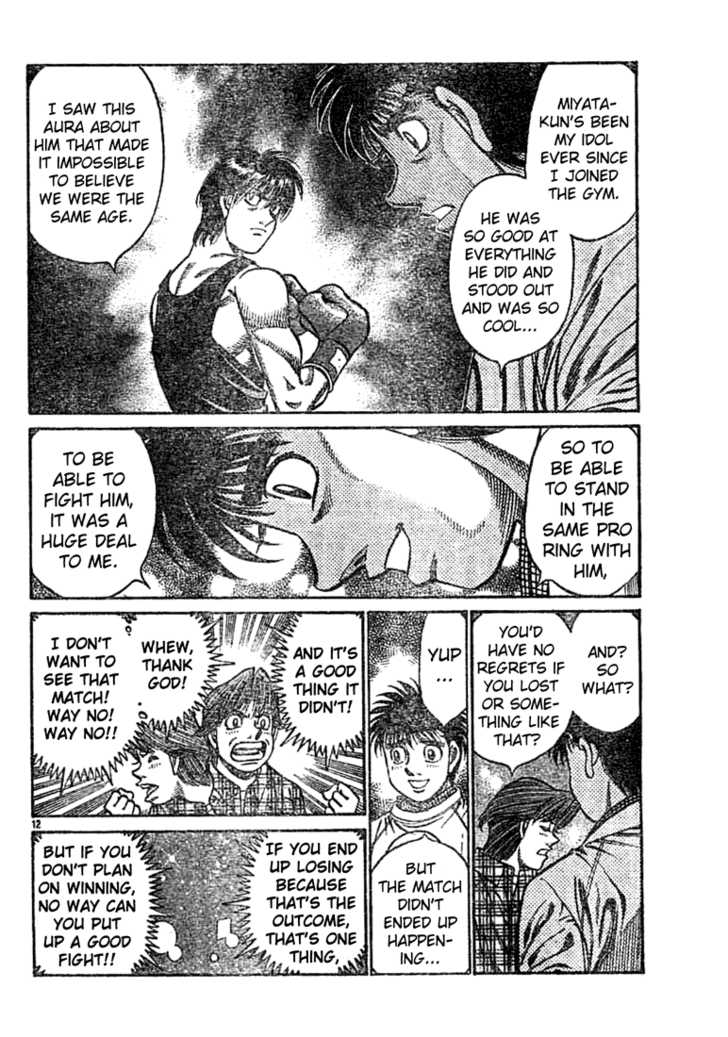 MIYATA-
KUN'S BEEN
MY IDOL
EVER SINCE
I JOINED
THE GYM.
HE WAS
SO GOOD AT
EVERYTHING
HE DID AND
STOOD OUT
AND WAS SO
COOL...
I SAW THIS
AURA ABOUT
HIM THAT MADE
IT IMPOSSIBLE
TO BELIEVE
WE WERE THE
SAME AGE.
SO TO
BE ABLE
TO STAND
IN THE
SAME PRO
RING WITH
HIM,
TO BE
ABLE TO
FIGHT HIM,
IT WAS A
HUGE DEAL
TO ME.
AND?
SO
WHAT?
YOU'D
HAVE NO
REGRETS IF
YOU LOST
OR SOME-
THING LIKE
THAT?
YUP
...
BUT
THE MATCH
DIDN'T
ENDED UP
HAPPEN-
ING...
AND IT'S
A GOOD
THING IT
DIDN'T!
WHEW,
THANK
GOD!
I DON'T
WANT TO
SEE THAT
MATCH!
WAY NO!
WAY NO!!
12
IF YOU END
UP LOSING
BECAUSE
THAT'S THE
OUTCOME,
THAT'S ONE
THING,
BUT IF YOU
DON'T PLAN
ON WINNING,
NO WAY CAN
YOU PUT
UP A GOOD
FIGHT!!